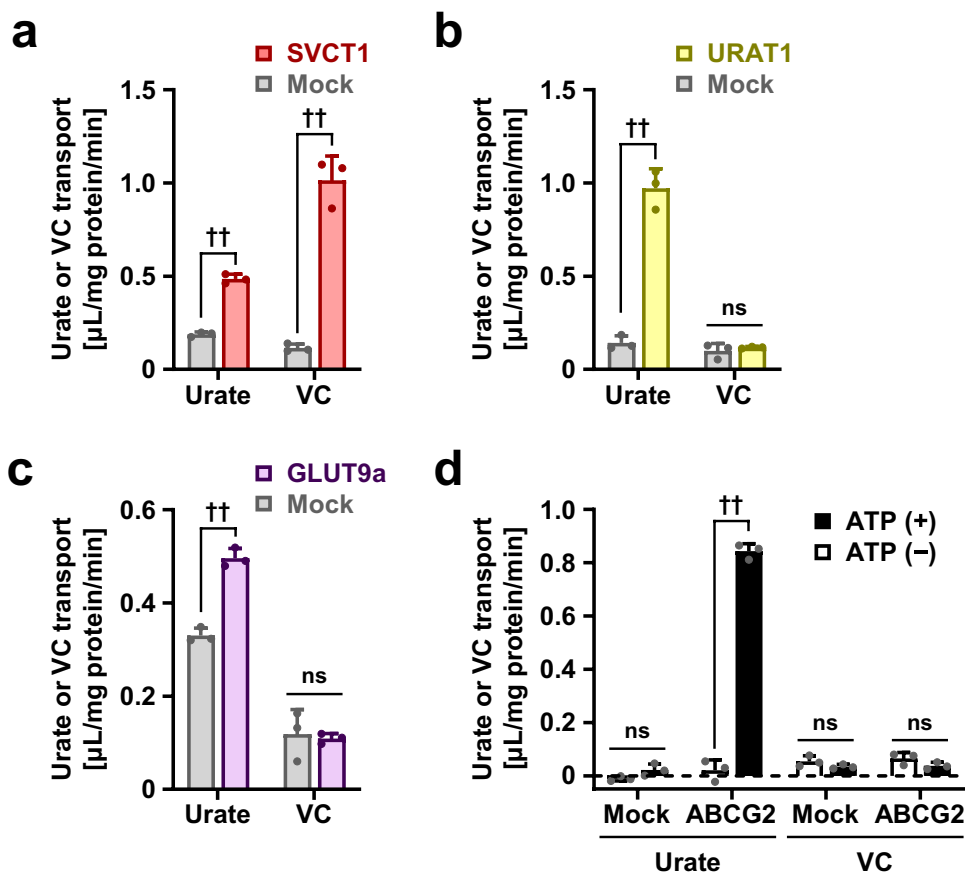 a
SVCT1
Mock
Urate or VC transport
[µL/mg protein/min]
1.5
1.0
0.5
0
††
††
Urate
VC
b
URAT1
Mock
Urate or VC transport
[µL/mg protein/min]
1.5
1.0
0.5
0
††
ns
Urate
VC
c
GLUT9a
Mock
Urate or VC transport
[µL/mg protein/min]
0.6
0.4
0.2
0
††
ns
Urate
VC
d
ATP (+)
ATP (−)
Urate or VC transport
[µL/mg protein/min]
1.0
0.8
0.6
0.4
0.2
0
ns
††
ns
ns
Mock ABCG2 Mock ABCG2
Urate VC